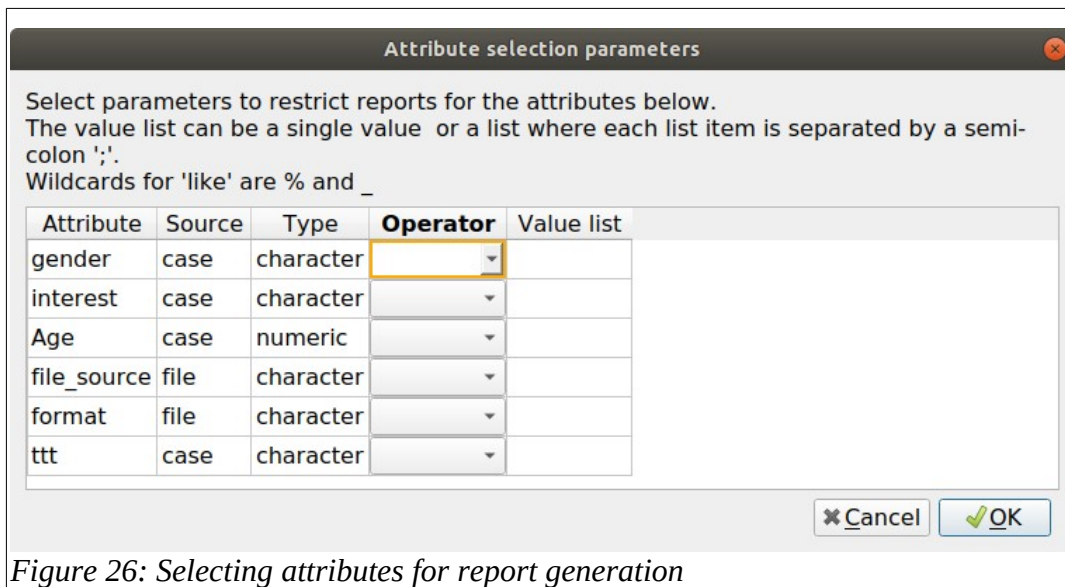 Attribute selection parameters
Select parameters to restrict reports for the attributes below.
The value list can be a single value  or a list where each list item is separated by a semi-
colon ';'.
Wildcards for 'like' are % and _
Attribute Source Type Operator Value list
gender case character
interest case character
Age case numeric
file_source file character
format file character
ttt case character
Cancel OK
Figure 26: Selecting attributes for report generation